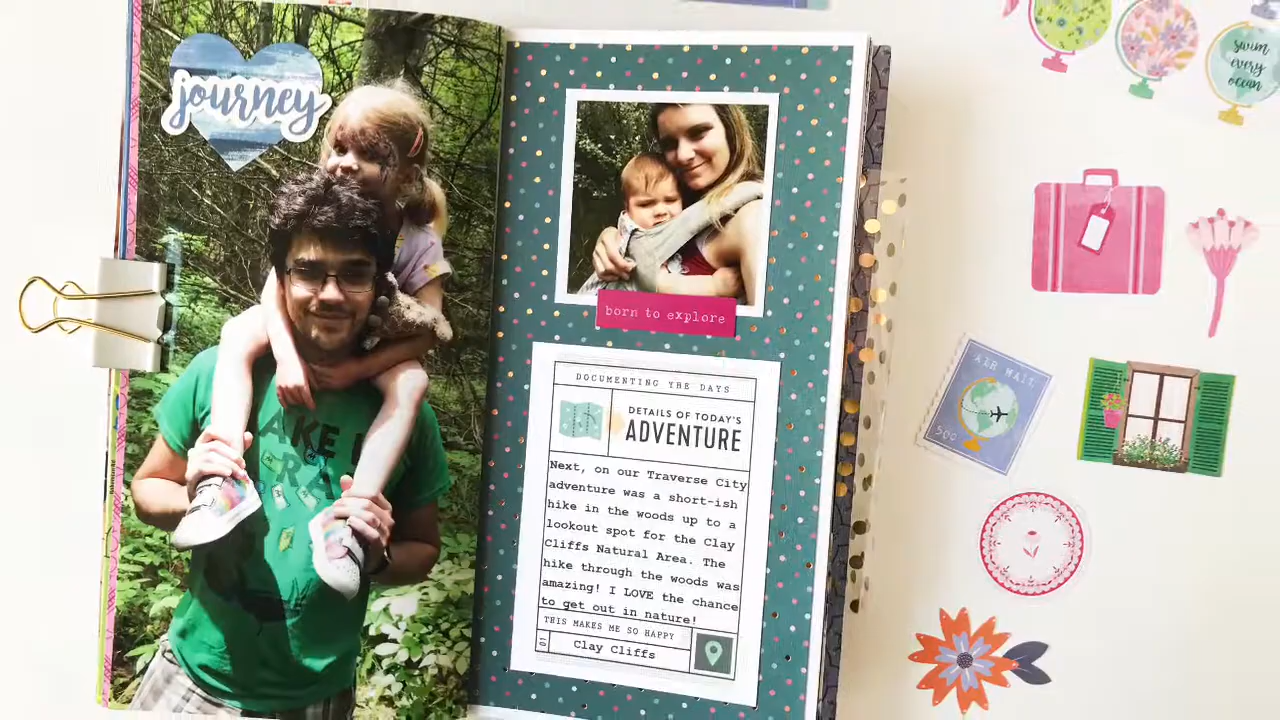 journey
born to explore
DOCUMENTING THE DAYS
DETAILS OF TODAY'S
ADVENTURE
Next, on our Traverse City
adventure was a short-ish
hike in the woods up to a
lookout spot for the Clay
Cliffs Natural Area. The
hike through the woods was
amazing! I LOVE the chance
to get out in nature!
THIS MAKES ME SO HAPPY
Clay Cliffs
swim
every
ocean
AIR MAIL
500